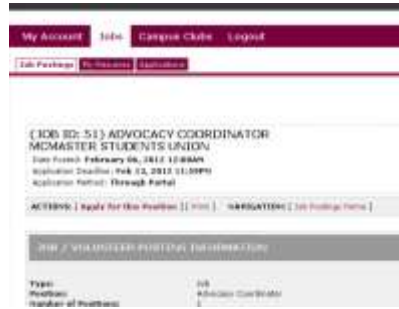 My Account Jobs Campus Clubs Logout
Job Postings My Resumes Applications
(JOB ID: 51) ADVOCACY COORDINATOR
MCMASTER STUDENTS UNION
Date Posted: February 06, 2012 12:00AM
Application Deadline: Feb 12, 2012 11:59PM
Application Method: Through Portal
ACTIONS: [ Apply for this Position ] [ Print ] NAVIGATION: [ Job Postings Home ]
JOB / VOLUNTEER POSTING INFORMATION
Type: Job
Position: Advocacy Coordinator
Number of Positions: 1